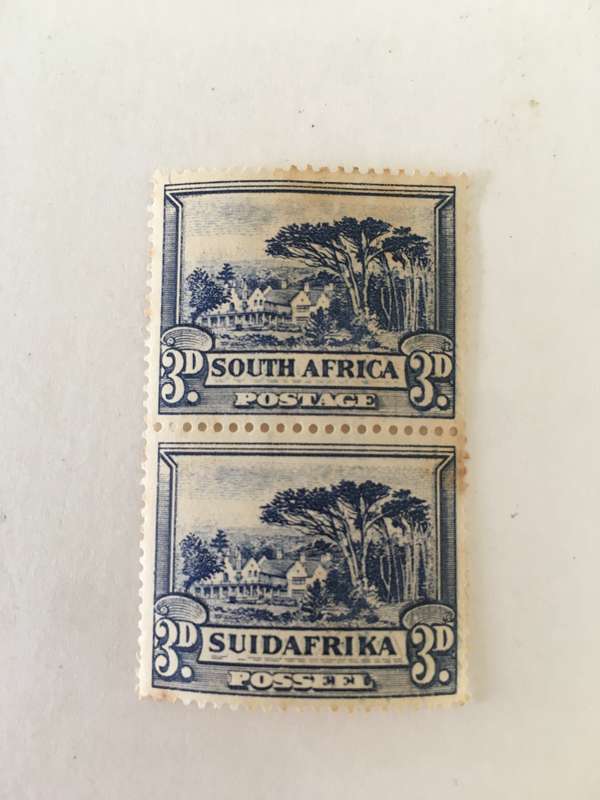 3D. SOUTH AFRICA 3D.
POSTAGE
3D. SUIDAFRIKA 3D.
POSSEEL